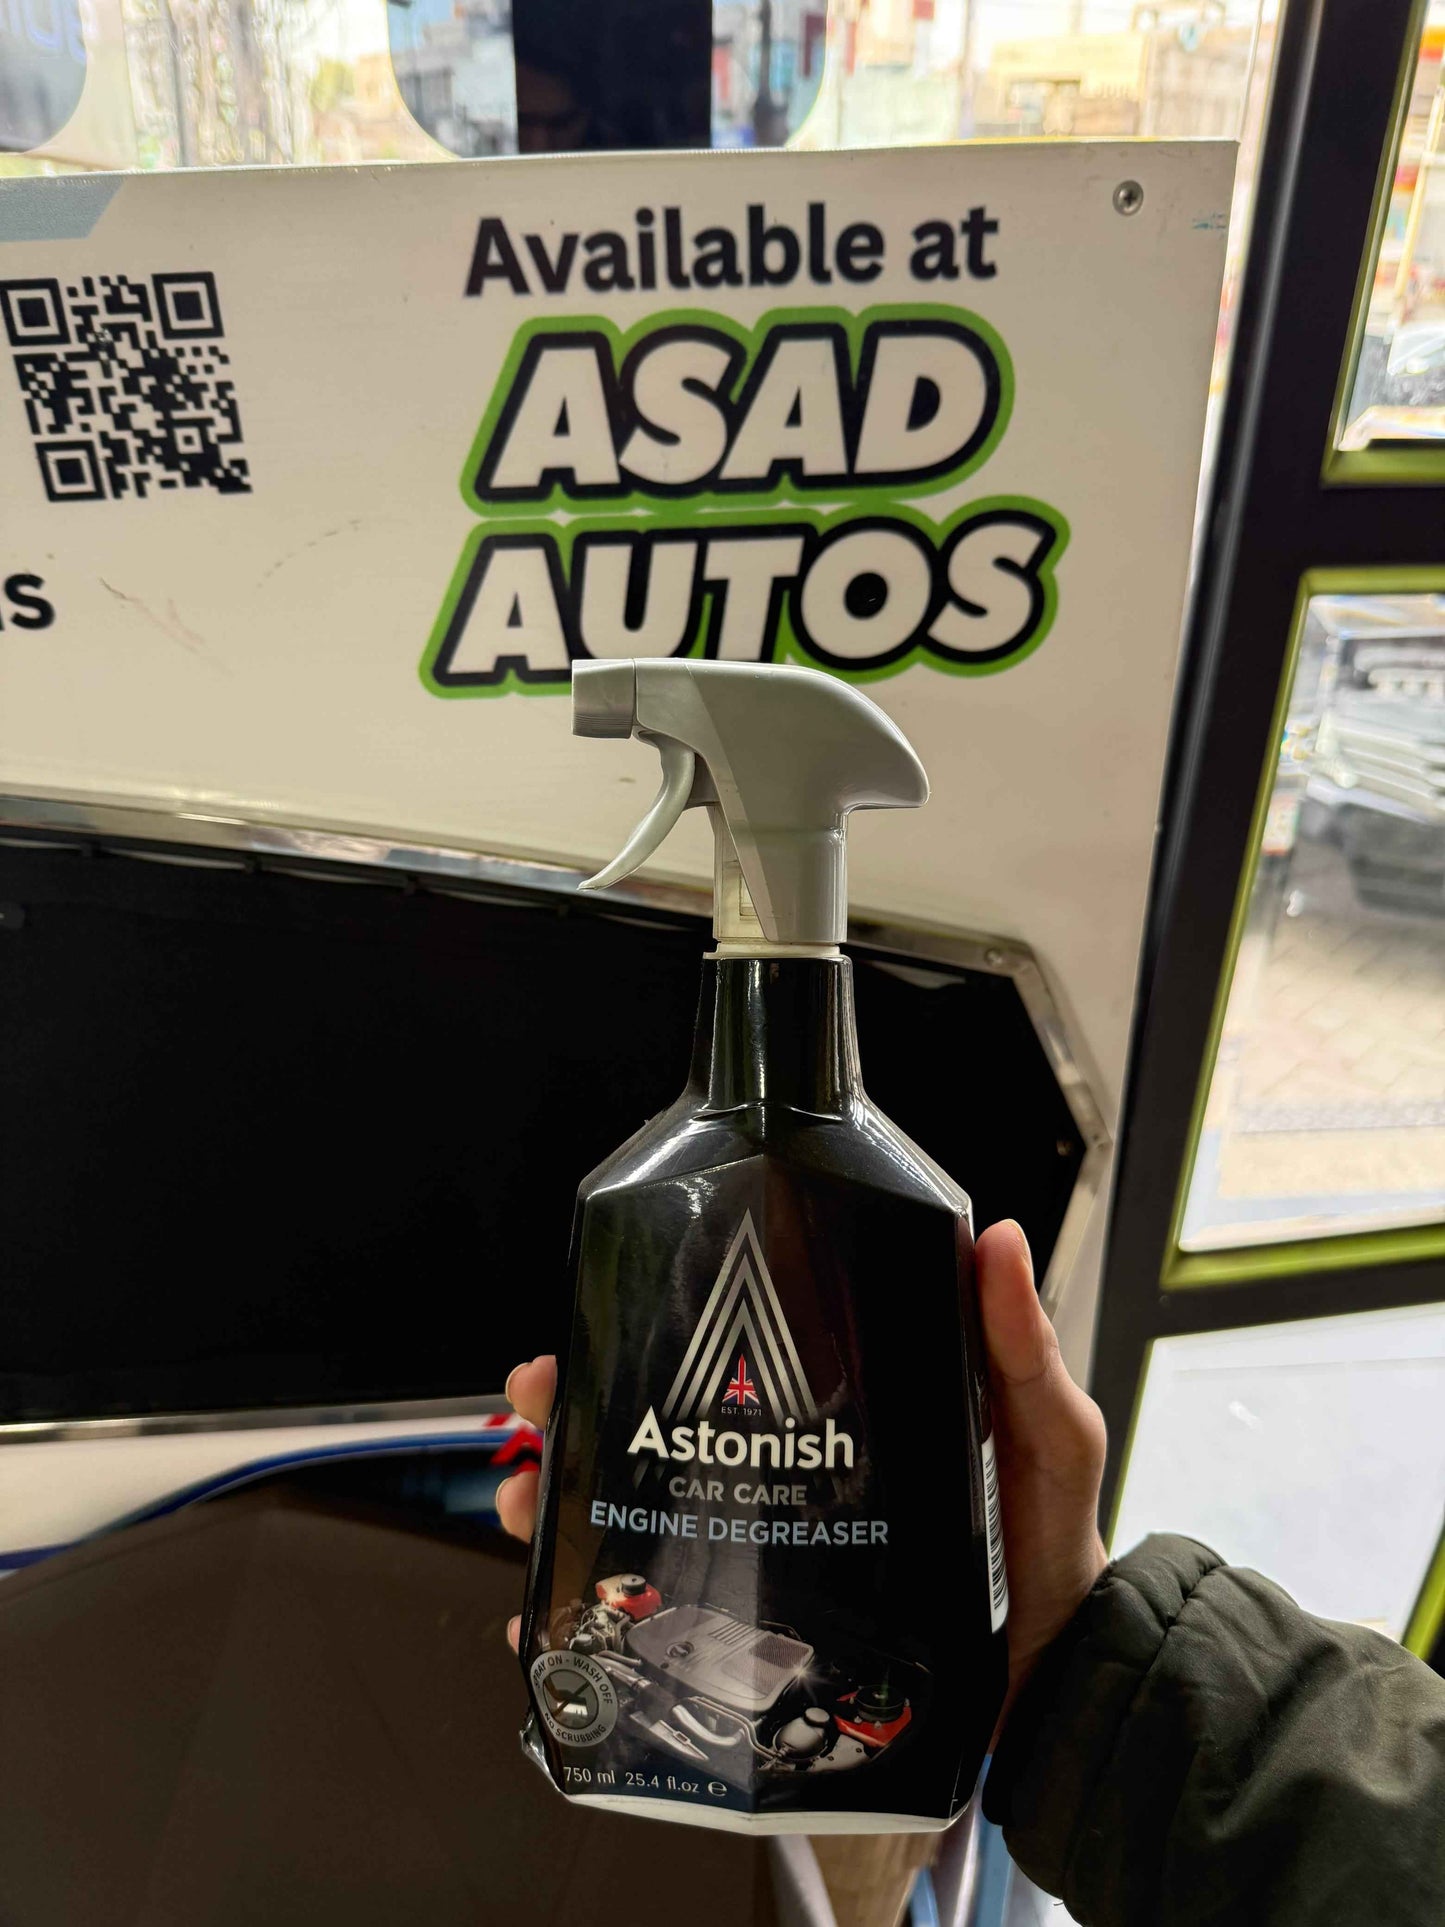 Available at
ASAD
AUTOS
EST. 1971
Astonish
CAR CARE
ENGINE DEGREASER
SPRAY ON - WASH OFF
NO SCRUBBING
750 ml 25.4 fl.oz ℮